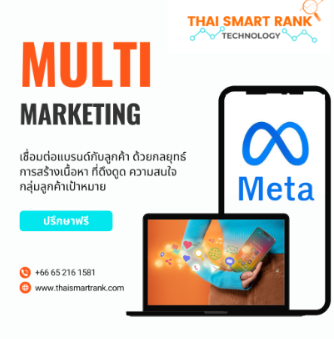 THAI SMART RANK
TECHNOLOGY
MULTI
MARKETING
เชื่อมต่อแบรนด์กับลูกค้า ด้วยกลยุทธ์
การสร้างเนื้อหา ที่ดึงดูด ความสนใจ
กลุ่มลูกค้าเป้าหมาย
ปรึกษาฟรี
Meta
+66 65 216 1581
www.thaismartrank.com